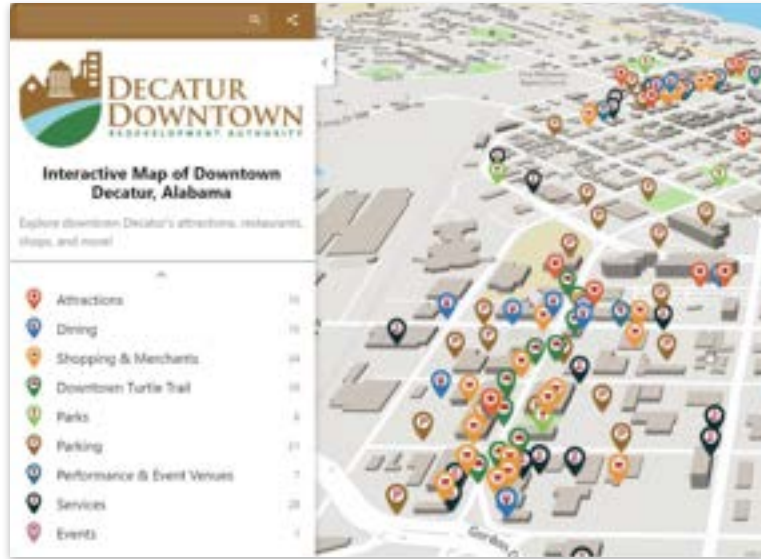 DECATUR
DOWNTOWN
REDEVELOPMENT AUTHORITY
Interactive Map of Downtown
Decatur, Alabama
Explore downtown Decatur's attractions, restaurants,
shops, and more!
Attractions
Dining
Shopping & Merchants
Downtown Turtle Trail
Parks
Parking
Performance & Event Venues
Services
Events